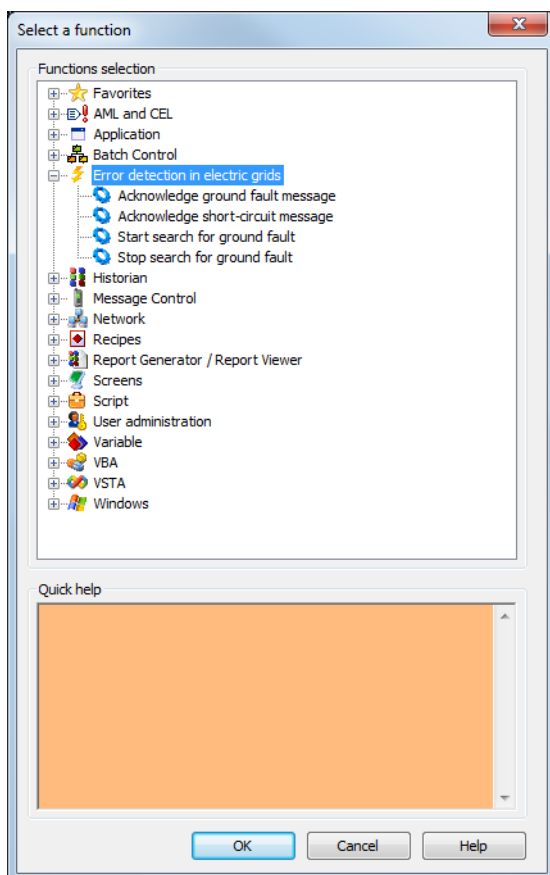 Select a function
Functions selection
Favorites
AML and CEL
Application
Batch Control
Error detection in electric grids
Acknowledge ground fault message
Acknowledge short-circuit message
Start search for ground fault
Stop search for ground fault
Historian
Message Control
Network
Recipes
Report Generator / Report Viewer
Screens
Script
User administration
Variable
VBA
VSTA
Windows
Quick help
OK Cancel Help